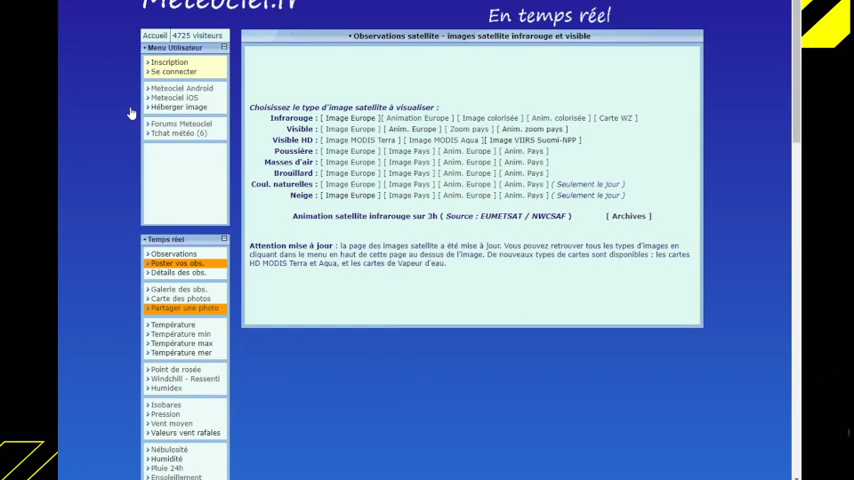 Meteociel.fr
En temps réel
Accueil 4725 visiteurs
• Menu Utilisateur
Inscription
Se connecter
Meteociel Android
Meteociel iOS
Héberger image
Forums Meteociel
Tchat météo (6)
• Observations satellite - images satellite infrarouge et visible
Choisissez le type d'image satellite à visualiser :
Infrarouge : [ Image Europe ][ Animation Europe ] [ Image colorisée ] [ Anim. colorisée ] [ Carte WZ ]
Visible : [ Image Europe ] [ Anim. Europe ] [ Zoom pays ] [ Anim. zoom pays ]
Visible HD : [ Image MODIS Terra ] [ Image MODIS Aqua ][ Image VIIRS Suomi-NPP ]
Poussière : [ Image Europe ] [ Image Pays ] [ Anim. Europe ] [ Anim. Pays ]
Masses d'air : [ Image Europe ] [ Image Pays ] [ Anim. Europe ] [ Anim. Pays ]
Brouillard : [ Image Europe ] [ Image Pays ] [ Anim. Europe ] [ Anim. Pays ]
Coul. naturelles : [ Image Europe ] [ Image Pays ] [ Anim. Europe ] [ Anim. Pays ] ( Seulement le jour )
Neige : [ Image Europe ] [ Image Pays ] [ Anim. Europe ] [ Anim. Pays ] ( Seulement le jour )
Animation satellite infrarouge sur 3h ( Source : EUMETSAT / NWCSAF ) [ Archives ]
Attention mise à jour : la page des images satellite a été mise à jour. Vous pouvez retrouver tous les types d'images en
cliquant dans le menu en haut de cette page au dessus de l'image. De nouveaux types de cartes sont disponibles : les cartes
HD MODIS Terra et Aqua, et les cartes de Vapeur d'eau.
• Temps réel
Observations
Poster vos obs.
Détails des obs.
Galerie des obs.
Carte des photos
Partager une photo
Température
Température min
Température max
Température mer
Point de rosée
Windchill - Ressenti
Humidex
Isobares
Pression
Vent moyen
Valeurs vent rafales
Nébulosité
Humidité
Pluie 24h
Ensoleillement